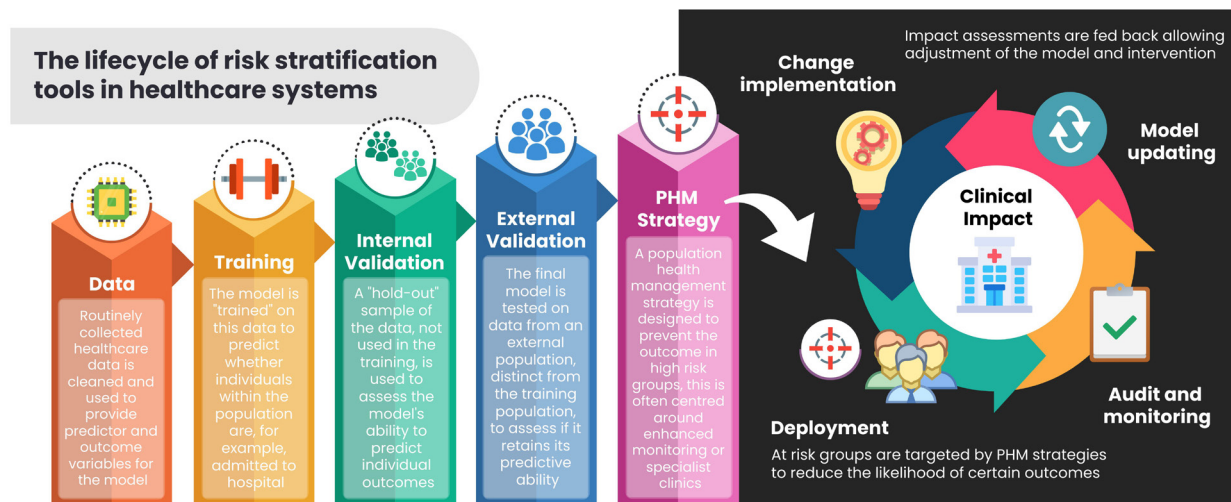 The lifecycle of risk stratification
tools in healthcare systems
Data
Routinely
collected
healthcare
data is
cleaned and
used to
provide
predictor and
outcome
variables for
the model
Training
The model is
"trained" on
this data to
predict
whether
individuals
within the
population
are, for
example,
admitted to
hospital
Internal
Validation
A "hold-out"
sample of
the data, not
used in the
training, is
used to
assess the
model's
ability to
predict
individual
outcomes
External
Validation
The final
model is
tested on
data from an
external
population,
distinct from
the training
population,
to assess if it
retains its
predictive
ability
PHM
Strategy
A population
health
management
strategy is
designed to
prevent the
outcome in
high risk
groups, this is
often centred
around
enhanced
monitoring or
specialist
clinics
Impact assessments are fed back allowing
adjustment of the model and intervention
Change
implementation
Model
updating
Clinical
Impact
Audit and
monitoring
Deployment
At risk groups are targeted by PHM strategies
to reduce the likelihood of certain outcomes